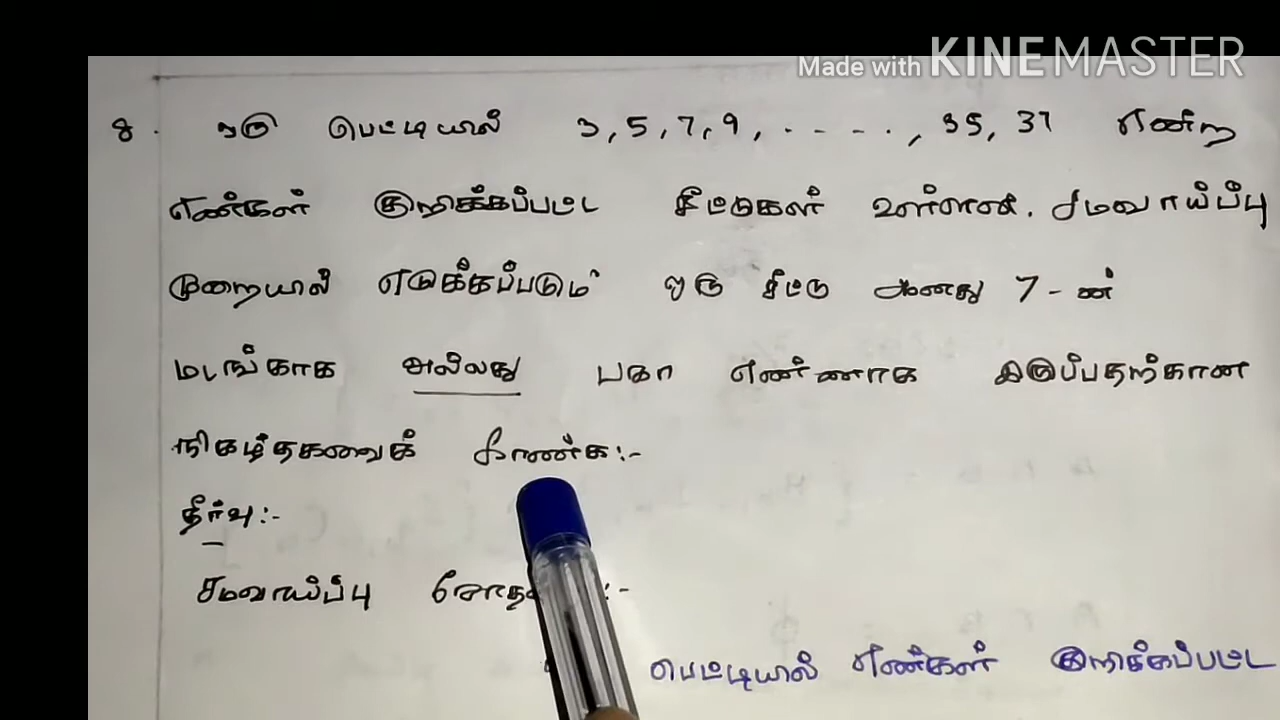 Made with KINEMASTER
8. ஒரு பெட்டியில் 3, 5, 7, 9, ....., 35, 37 என்ற
எண்கள் குறிக்கப்பட்ட சீட்டுகள் உள்ளன. சமவாய்ப்பு
முறையில் எடுக்கப்படும் ஒரு சீட்டு ஆனது 7-ன்
மடங்காக அல்லது பகா எண்ணாக இருப்பதற்கான
நிகழ்தகவைக் காண்க:-
தீர்வு:-
சமவாய்ப்பு
பெட்டியில் எண்கள் குறிக்கப்பட்ட